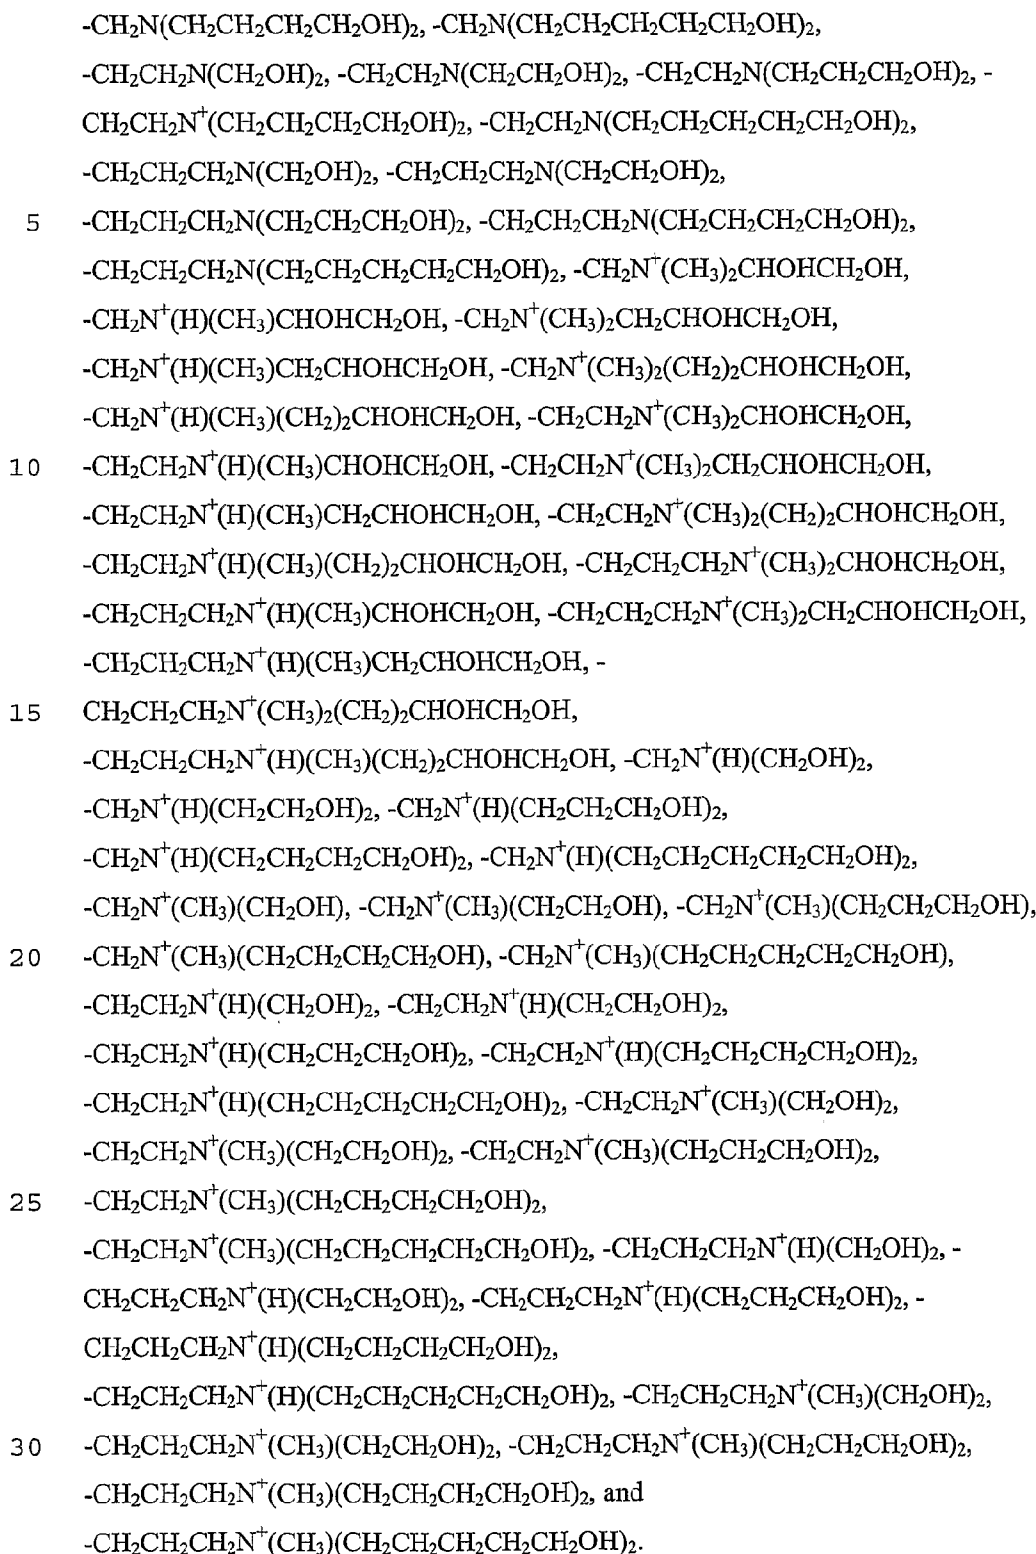 -CH₂N(CH₂CH₂CH₂CH₂OH)₂, -CH₂N(CH₂CH₂CH₂CH₂CH₂OH)₂,
-CH₂CH₂N(CH₂OH)₂, -CH₂CH₂N(CH₂CH₂OH)₂, -CH₂CH₂N(CH₂CH₂CH₂OH)₂, -
CH₂CH₂N⁺(CH₂CH₂CH₂CH₂OH)₂, -CH₂CH₂N(CH₂CH₂CH₂CH₂CH₂OH)₂,
-CH₂CH₂CH₂N(CH₂OH)₂, -CH₂CH₂CH₂N(CH₂CH₂OH)₂,
5 -CH₂CH₂CH₂N(CH₂CH₂CH₂OH)₂, -CH₂CH₂CH₂N(CH₂CH₂CH₂CH₂OH)₂,
-CH₂CH₂CH₂N(CH₂CH₂CH₂CH₂CH₂OH)₂, -CH₂N⁺(CH₃)₂CHOHCH₂OH,
-CH₂N⁺(H)(CH₃)CHOHCH₂OH, -CH₂N⁺(CH₃)₂CH₂CHOHCH₂OH,
-CH₂N⁺(H)(CH₃)CH₂CHOHCH₂OH, -CH₂N⁺(CH₃)₂(CH₂)₂CHOHCH₂OH,
-CH₂N⁺(H)(CH₃)(CH₂)₂CHOHCH₂OH, -CH₂CH₂N⁺(CH₃)₂CHOHCH₂OH,
10 -CH₂CH₂N⁺(H)(CH₃)CHOHCH₂OH, -CH₂CH₂N⁺(CH₃)₂CH₂CHOHCH₂OH,
-CH₂CH₂N⁺(H)(CH₃)CH₂CHOHCH₂OH, -CH₂CH₂N⁺(CH₃)₂(CH₂)₂CHOHCH₂OH,
-CH₂CH₂N⁺(H)(CH₃)(CH₂)₂CHOHCH₂OH, -CH₂CH₂CH₂N⁺(CH₃)₂CHOHCH₂OH,
-CH₂CH₂CH₂N⁺(H)(CH₃)CHOHCH₂OH, -CH₂CH₂CH₂N⁺(CH₃)₂CH₂CHOHCH₂OH,
-CH₂CH₂CH₂N⁺(H)(CH₃)CH₂CHOHCH₂OH, -
15 CH₂CH₂CH₂N⁺(CH₃)₂(CH₂)₂CHOHCH₂OH,
-CH₂CH₂CH₂N⁺(H)(CH₃)(CH₂)₂CHOHCH₂OH, -CH₂N⁺(H)(CH₂OH)₂,
-CH₂N⁺(H)(CH₂CH₂OH)₂, -CH₂N⁺(H)(CH₂CH₂CH₂OH)₂,
-CH₂N⁺(H)(CH₂CH₂CH₂CH₂OH)₂, -CH₂N⁺(H)(CH₂CH₂CH₂CH₂CH₂OH)₂,
-CH₂N⁺(CH₃)(CH₂OH), -CH₂N⁺(CH₃)(CH₂CH₂OH), -CH₂N⁺(CH₃)(CH₂CH₂CH₂OH),
20 -CH₂N⁺(CH₃)(CH₂CH₂CH₂CH₂OH), -CH₂N⁺(CH₃)(CH₂CH₂CH₂CH₂CH₂OH),
-CH₂CH₂N⁺(H)(CH₂OH)₂, -CH₂CH₂N⁺(H)(CH₂CH₂OH)₂,
-CH₂CH₂N⁺(H)(CH₂CH₂CH₂OH)₂, -CH₂CH₂N⁺(H)(CH₂CH₂CH₂CH₂OH)₂,
-CH₂CH₂N⁺(H)(CH₂CH₂CH₂CH₂CH₂OH)₂, -CH₂CH₂N⁺(CH₃)(CH₂OH)₂,
-CH₂CH₂N⁺(CH₃)(CH₂CH₂OH)₂, -CH₂CH₂N⁺(CH₃)(CH₂CH₂CH₂OH)₂,
25 -CH₂CH₂N⁺(CH₃)(CH₂CH₂CH₂CH₂OH)₂,
-CH₂CH₂N⁺(CH₃)(CH₂CH₂CH₂CH₂CH₂OH)₂, -CH₂CH₂CH₂N⁺(H)(CH₂OH)₂, -
CH₂CH₂CH₂N⁺(H)(CH₂CH₂OH)₂, -CH₂CH₂CH₂N⁺(H)(CH₂CH₂CH₂OH)₂, -
CH₂CH₂CH₂N⁺(H)(CH₂CH₂CH₂CH₂OH)₂,
-CH₂CH₂CH₂N⁺(H)(CH₂CH₂CH₂CH₂CH₂OH)₂, -CH₂CH₂CH₂N⁺(CH₃)(CH₂OH)₂,
30 -CH₂CH₂CH₂N⁺(CH₃)(CH₂CH₂OH)₂, -CH₂CH₂CH₂N⁺(CH₃)(CH₂CH₂CH₂OH)₂,
-CH₂CH₂CH₂N⁺(CH₃)(CH₂CH₂CH₂CH₂OH)₂, and
-CH₂CH₂CH₂N⁺(CH₃)(CH₂CH₂CH₂CH₂CH₂OH)₂.